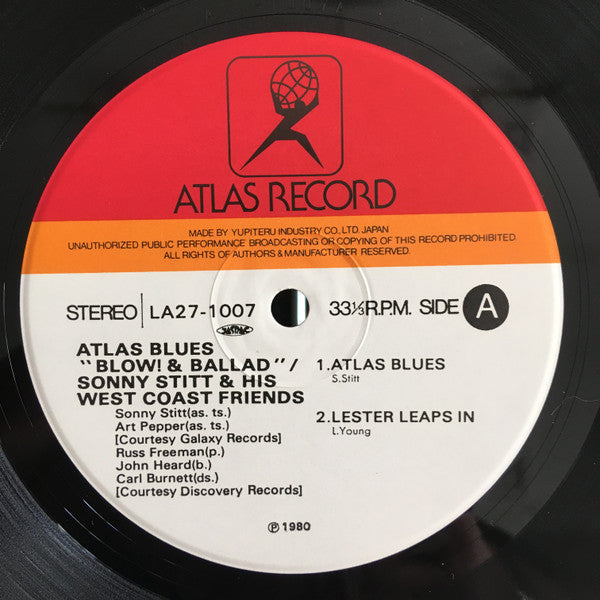 ATLAS RECORD
MADE BY YUPITERU INDUSTRY CO., LTD. JAPAN
UNAUTHORIZED PUBLIC PERFORMANCE BROADCASTING OR COPYING OF THIS RECORD PROHIBITED
ALL RIGHTS OF AUTHORS & MANUFACTURER RESERVED.
STEREO LA27-1007 33⅓R.P.M. SIDE A
JASRAC
ATLAS BLUES
"BLOW! & BALLAD"/
SONNY STITT & HIS
WEST COAST FRIENDS
Sonny Stitt(as. ts.)
Art Pepper(as. ts.)
[Courtesy Galaxy Records]
Russ Freeman(p.)
John Heard(b.)
Carl Burnett(ds.)
[Courtesy Discovery Records]
1.ATLAS BLUES
S.Stitt
2.LESTER LEAPS IN
L.Young
℗ 1980